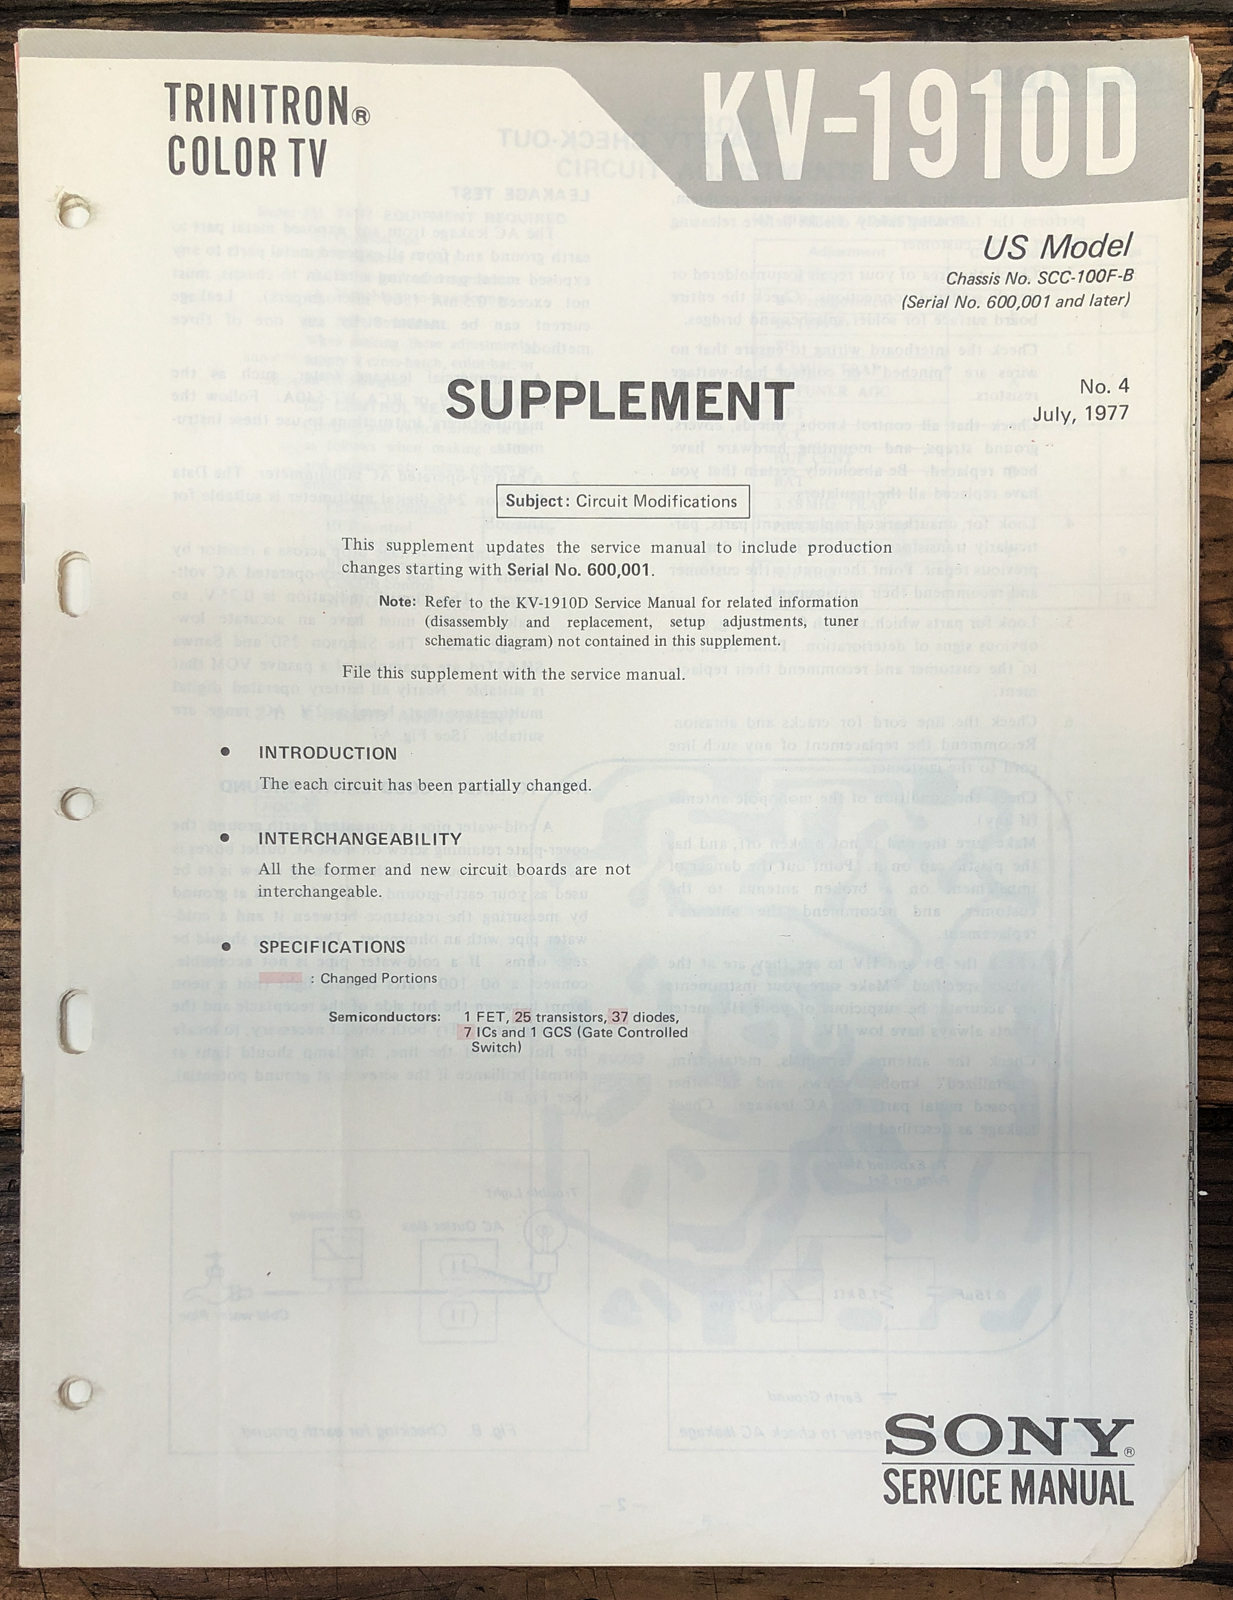 TRINITRON®
COLOR TV
KV-1910D
US Model
Chassis No. SCC-100F-B
(Serial No. 600,001 and later)
SUPPLEMENT
No. 4
July, 1977
Subject: Circuit Modifications
This supplement updates the service manual to include production
changes starting with Serial No. 600,001.
Note: Refer to the KV-1910D Service Manual for related information
(disassembly and replacement, setup adjustments, tuner
schematic diagram) not contained in this supplement.
File this supplement with the service manual.
• INTRODUCTION
The each circuit has been partially changed.
• INTERCHANGEABILITY
All the former and new circuit boards are not
interchangeable.
• SPECIFICATIONS
: Changed Portions
Semiconductors: 1 FET, 25 transistors, 37 diodes,
7 ICs and 1 GCS (Gate Controlled
Switch)
SONY®
SERVICE MANUAL